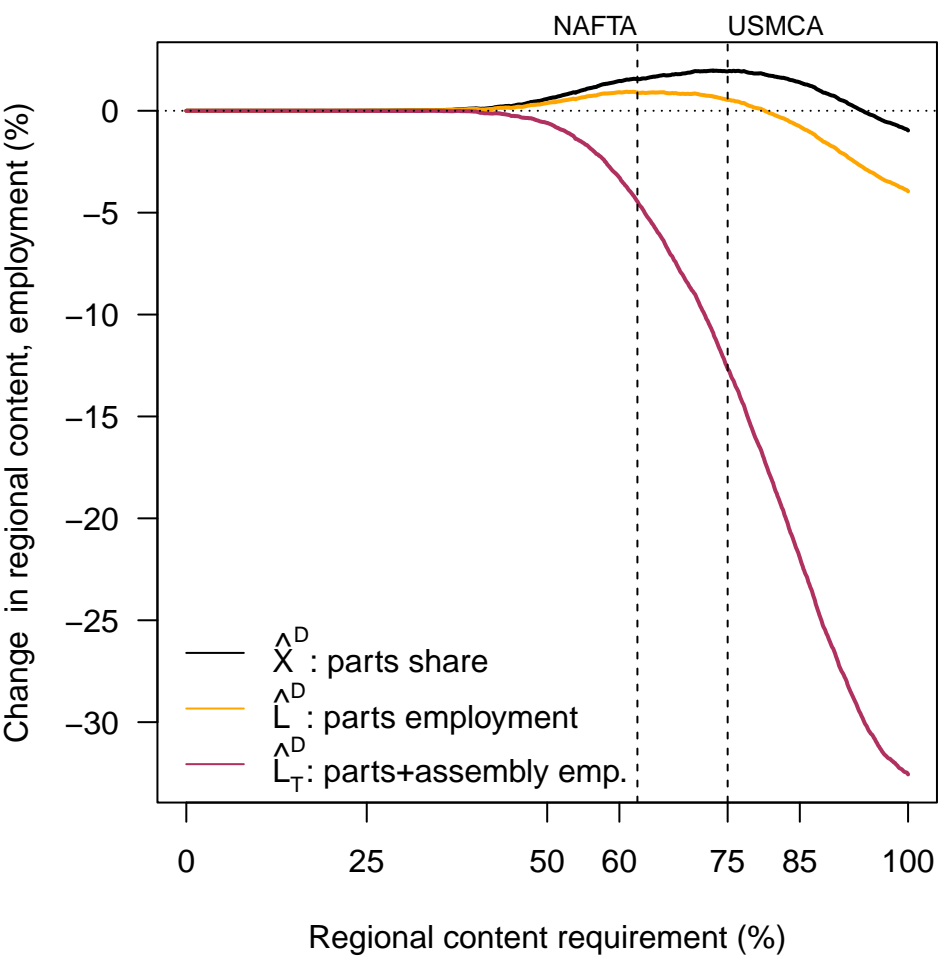 NAFTA USMCA
Change in regional content, employment (%)
0
−5
−10
−15
−20
−25
−30
X̂ᴰ: parts share
L̂ᴰ: parts employment
L̂ᴰ_T: parts+assembly emp.
0 25 50 60 75 85 100
Regional content requirement (%)